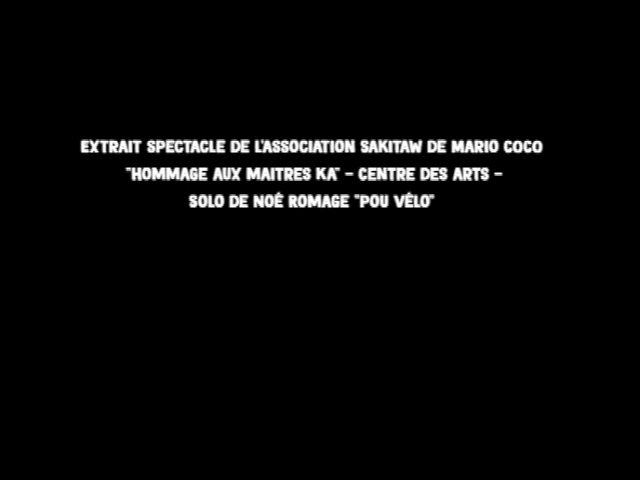 EXTRAIT SPECTACLE DE L'ASSOCIATION SAKITAW DE MARIO COCO
"HOMMAGE AUX MAITRES KA" - CENTRE DES ARTS -
SOLO DE NOÉ ROMAGE "POU VÉLO"